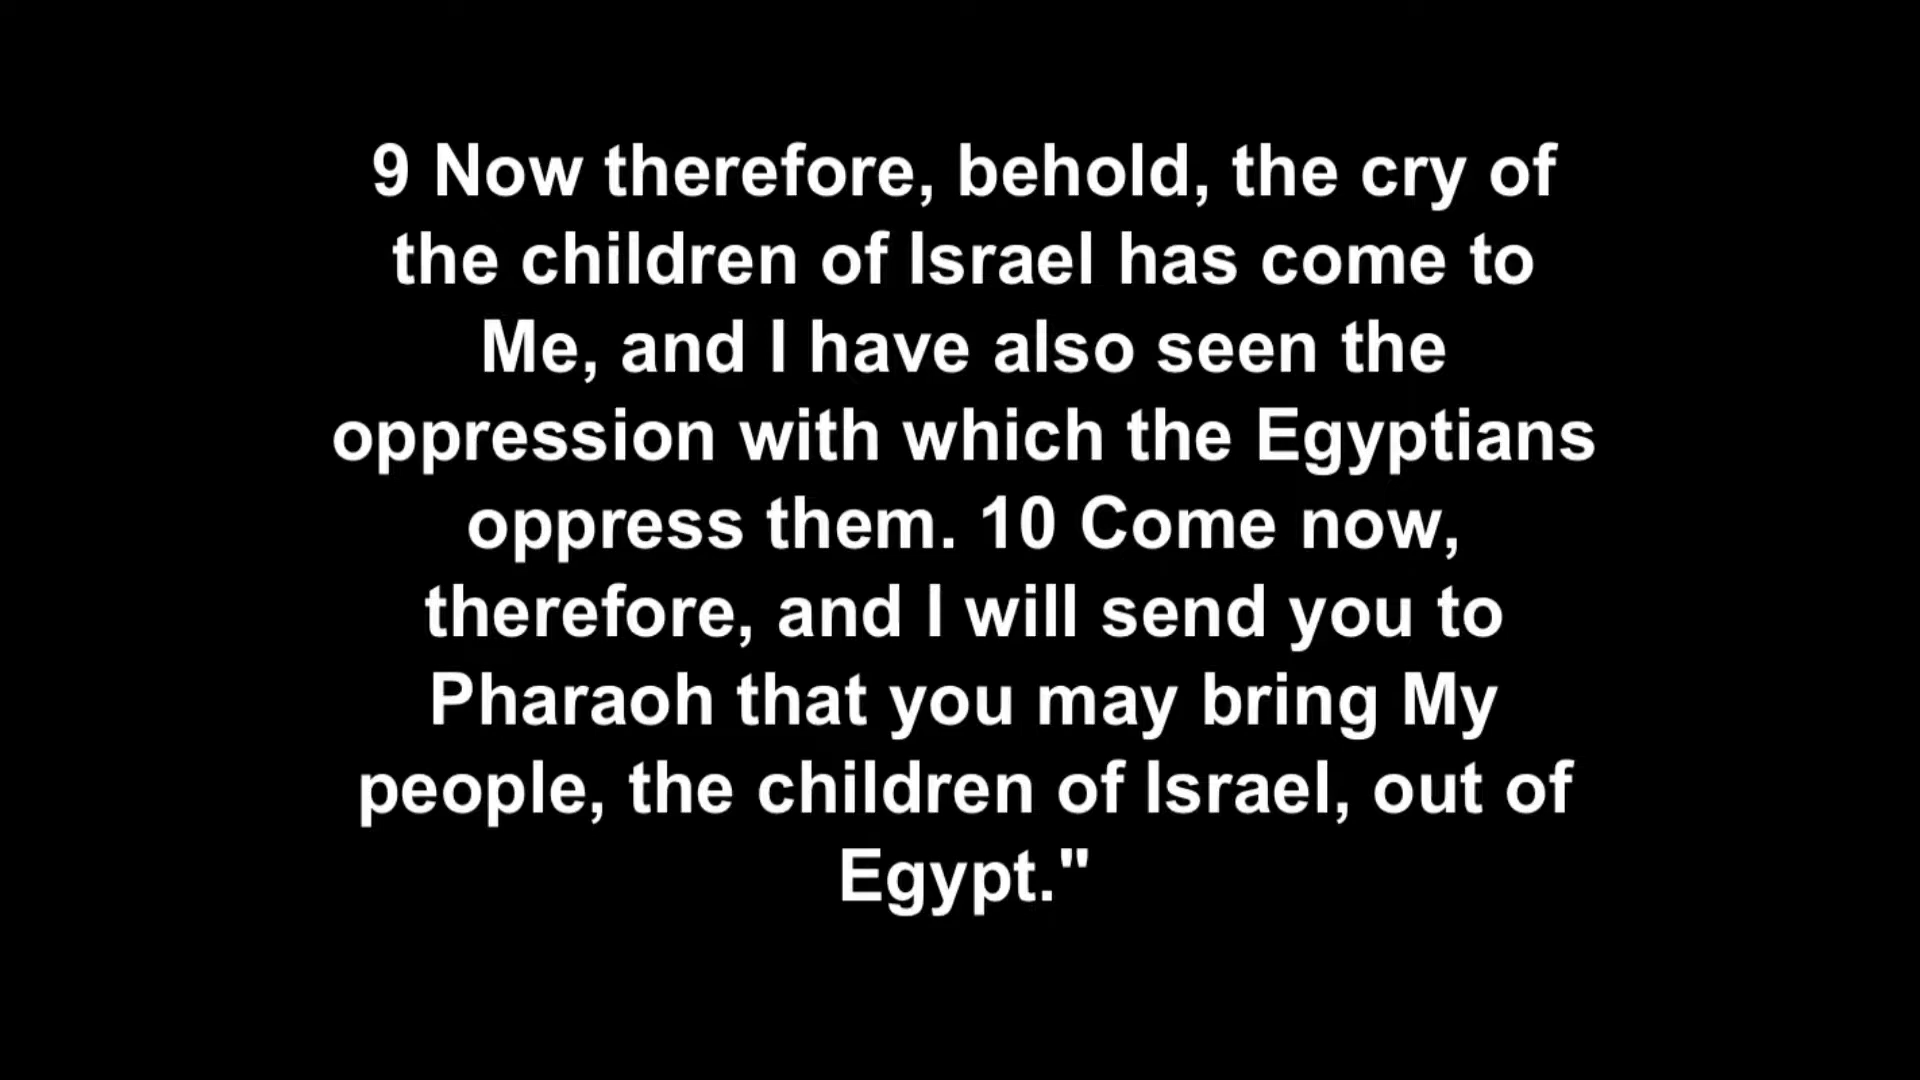 9 Now therefore, behold, the cry of
the children of Israel has come to
Me, and I have also seen the
oppression with which the Egyptians
oppress them. 10 Come now,
therefore, and I will send you to
Pharaoh that you may bring My
people, the children of Israel, out of
Egypt."